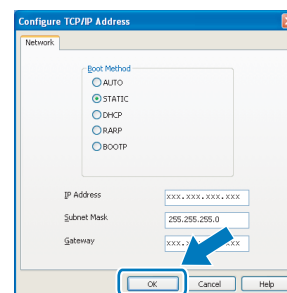 Configure TCP/IP Address
Network
Boot Method
AUTO
STATIC
DHCP
RARP
BOOTP
IP Address xxx.xxx.xxx.xxx
Subnet Mask 255.255.255.0
Gateway
OK Cancel Help